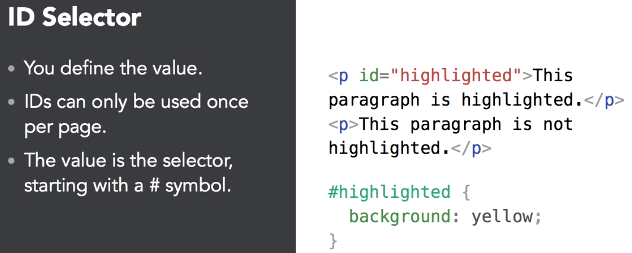 ID Selector
• You define the value.
• IDs can only be used once
per page.
• The value is the selector,
starting with a # symbol.
<p id="highlighted">This
paragraph is highlighted.</p>
<p>This paragraph is not
highlighted.</p>
#highlighted {
  background: yellow;
}